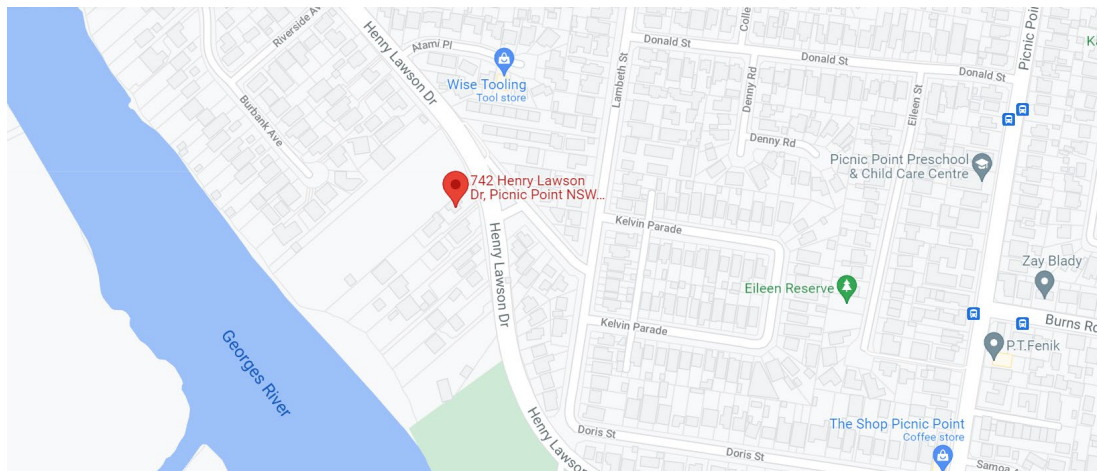 Riverside Av
Henry Lawson Dr
Atami Pl
Wise Tooling
Tool store
Burbank Ave
Lambeth St
Colle
Donald St
Donald St
Donald St
Picnic Point
Ka
Denny Rd
Denny Rd
Eileen St
Picnic Point Preschool
& Child Care Centre
742 Henry Lawson
Dr, Picnic Point NSW...
Henry Lawson Dr
Kelvin Parade
Eileen Reserve
Zay Blady
Kelvin Parade
Burns Rd
P.T.Fenik
Georges River
Henry Lawson
The Shop Picnic Point
Coffee store
Doris St
Doris St
Samoa A